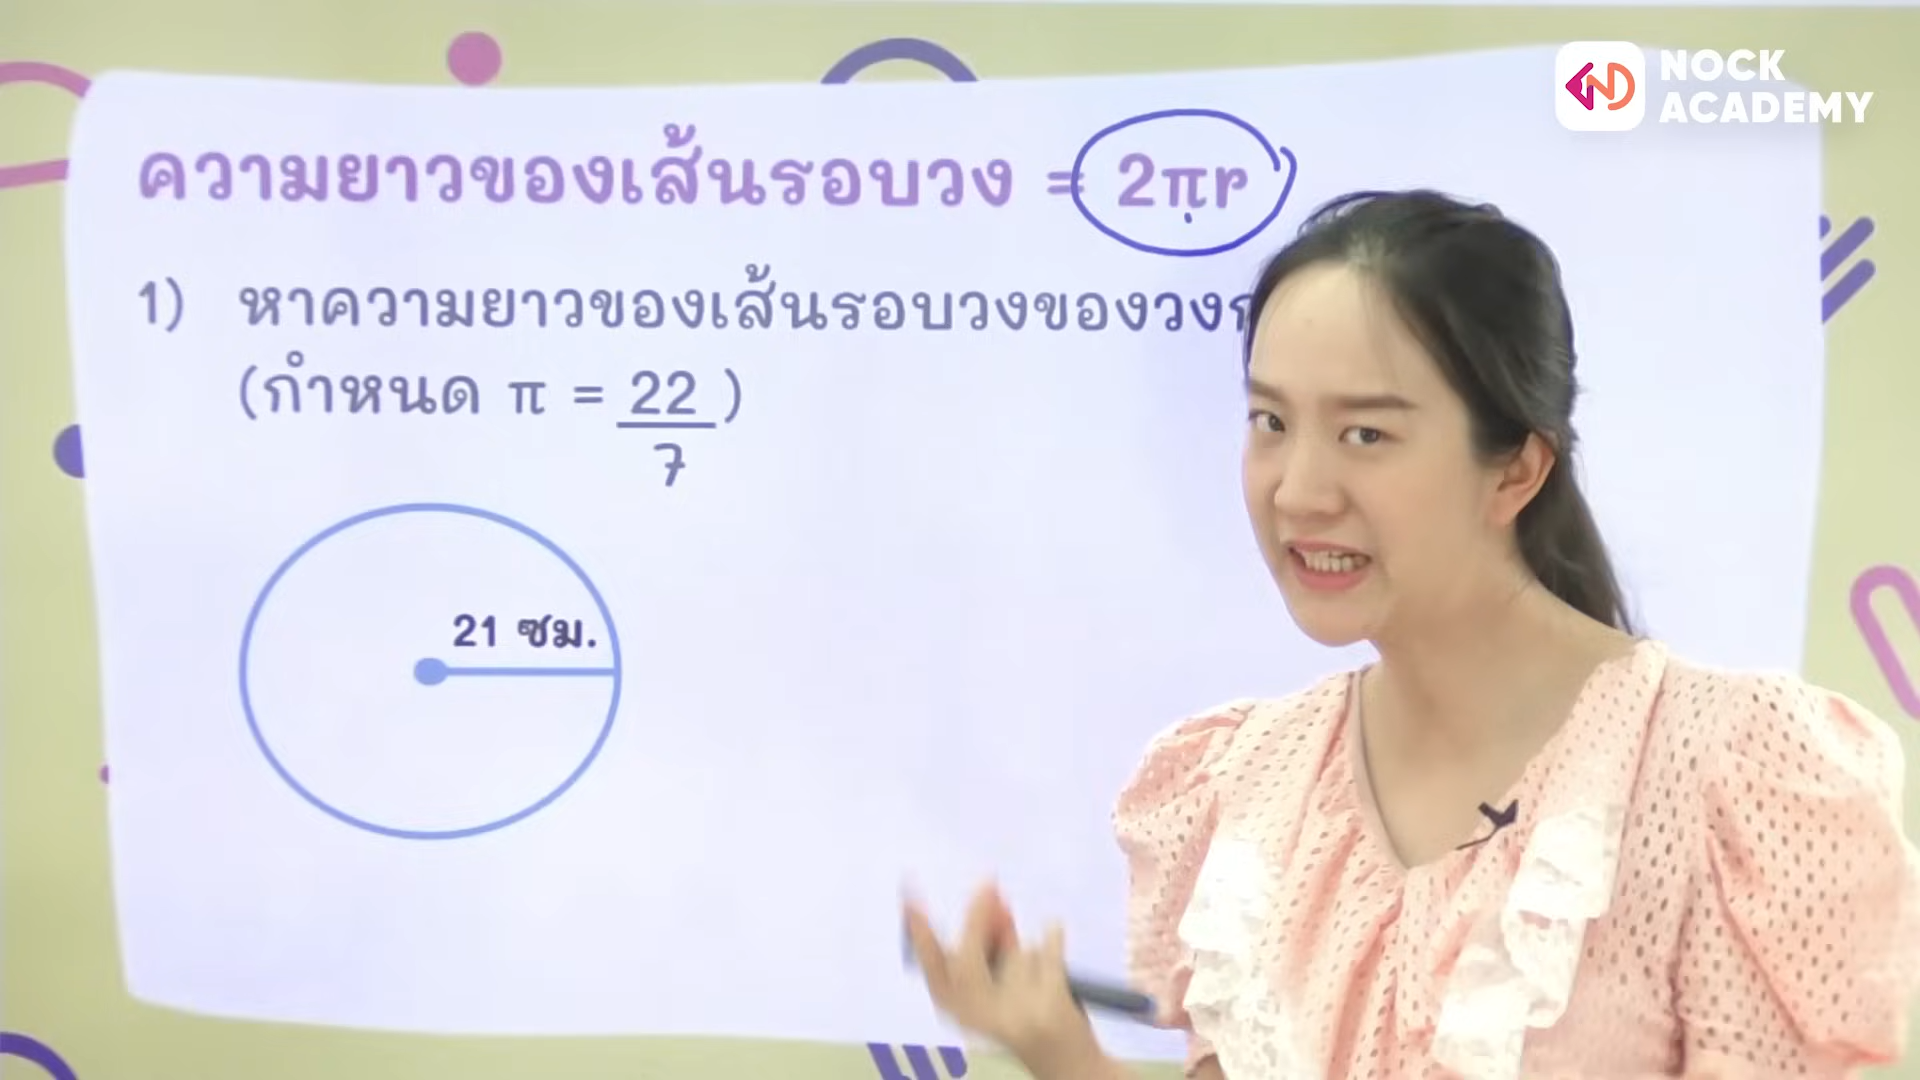 NOCK
ACADEMY
ความยาวของเส้นรอบวง = 2πr
1) หาความยาวของเส้นรอบวงของ
(กำหนด π = 22/7)
21 ซม.